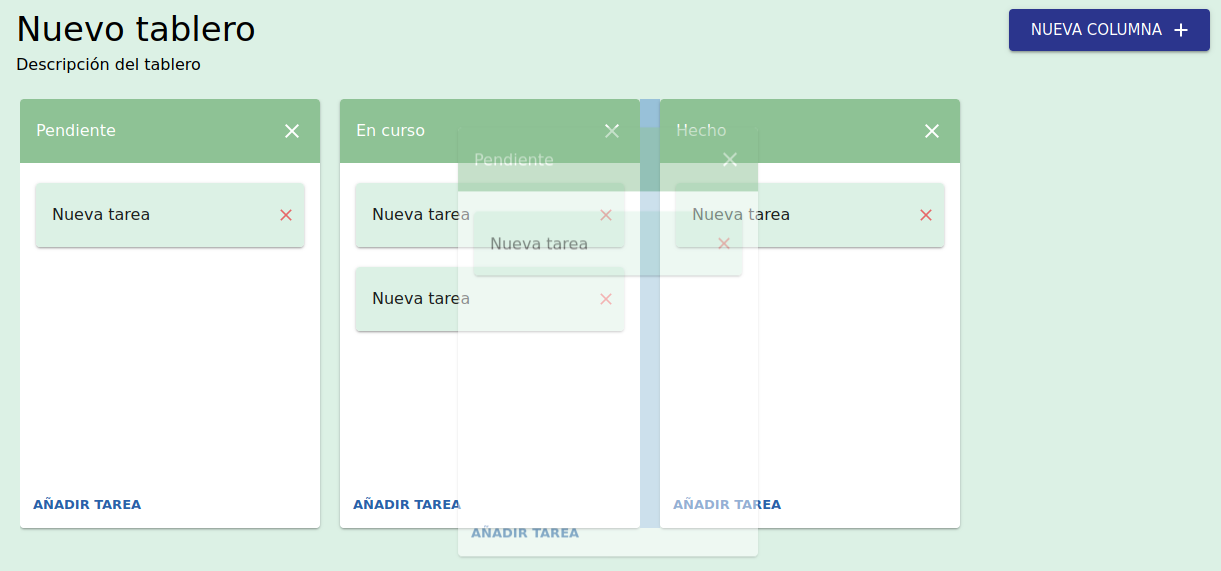 Nuevo tablero
NUEVA COLUMNA
Descripción del tablero
Pendiente
En curso
Hecho
Pendiente
Nueva tarea
Nueva tarea
Nueva tarea
Nueva tarea
Nueva tarea
AÑADIR TAREA
AÑADIR TAREA
AÑADIR TAREA
AÑADIR TAREA